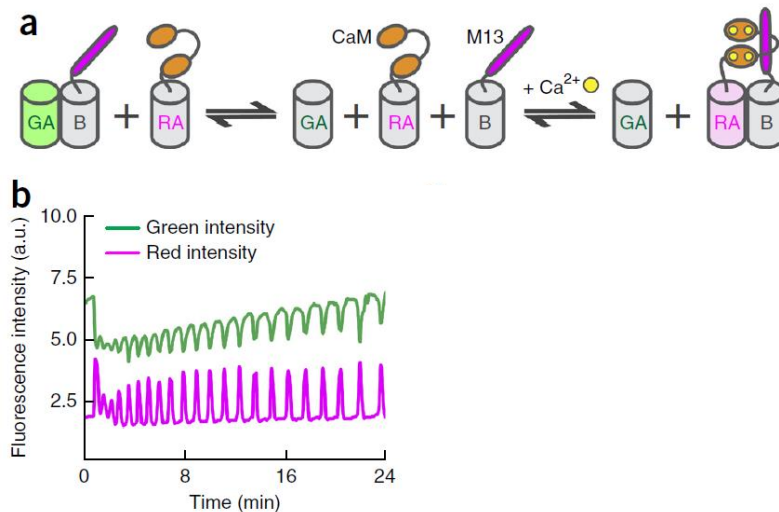 a
CaM
M13
GA
B
+
RA
GA
+
RA
+
B
+ Ca2+
GA
+
RA
B
b
Green intensity
Red intensity
Fluorescence intensity (a.u.)
10.0
7.5
5.0
2.5
0
8
16
24
Time (min)